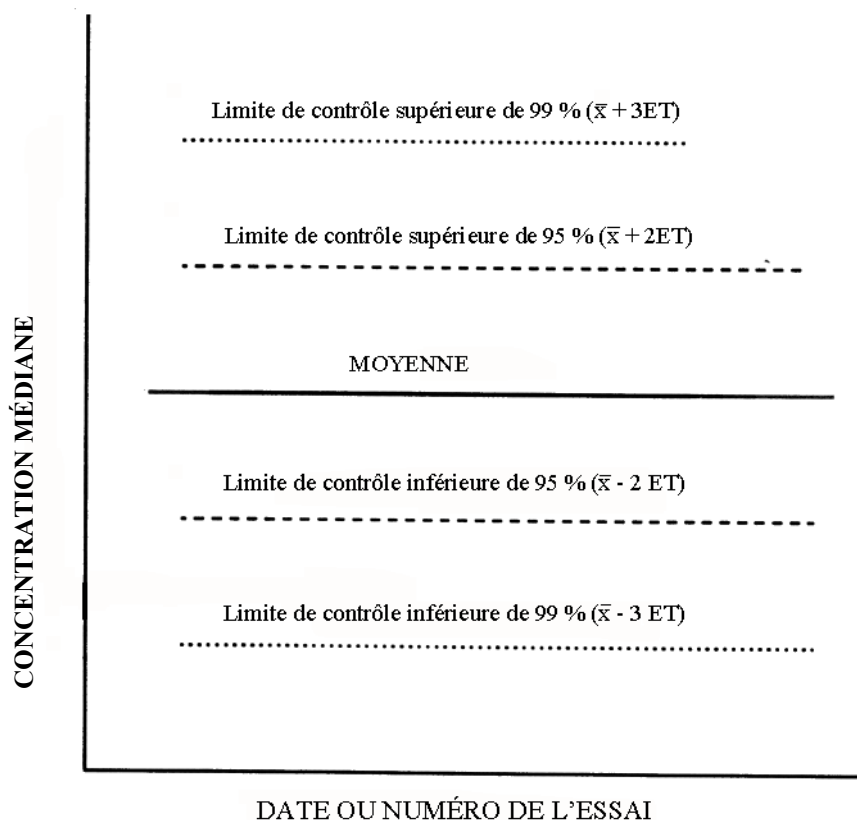 Limite de contrôle supérieure de 99 % (x̅ + 3ET)
Limite de contrôle supérieure de 95 % (x̅ + 2ET)
MOYENNE
Limite de contrôle inférieure de 95 % (x̅ - 2 ET)
Limite de contrôle inférieure de 99 % (x̅ - 3 ET)
CONCENTRATION MÉDIANE
DATE OU NUMÉRO DE L'ESSAI